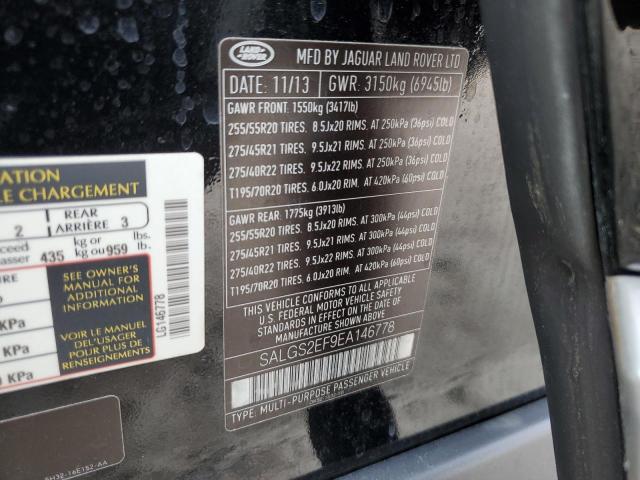 LAND ROVER
MFD BY JAGUAR LAND ROVER LTD
DATE: 11/13 GWR: 3150kg (6945lb)
GAWR FRONT: 1550kg (3417lb)
255/55R20 TIRES. 8.5Jx20 RIMS. AT 250kPa (36psi) COLD
275/45R21 TIRES. 9.5Jx21 RIMS. AT 250kPa (36psi) COLD
275/40R22 TIRES. 9.5Jx22 RIMS. AT 250kPa (36psi) COLD
T195/70R20 TIRES. 6.0Jx20 RIM. AT 420kPa (60psi) COLD
GAWR REAR: 1775kg (3913lb)
255/55R20 TIRES. 8.5Jx20 RIMS. AT 300kPa (44psi) COLD
275/45R21 TIRES. 9.5Jx21 RIMS. AT 300kPa (44psi) COLD
275/40R22 TIRES. 9.5Jx22 RIMS. AT 300kPa (44psi) COLD
T195/70R20 TIRES. 6.0Jx20 RIM. AT 420kPa (60psi) COLD
THIS VEHICLE CONFORMS TO ALL APPLICABLE
U.S. FEDERAL MOTOR VEHICLE SAFETY
STANDARDS IN EFFECT ON THE DATE OF
MANUFACTURE SHOWN ABOVE.
SALGS2EF9EA146778
TYPE: MULTI-PURPOSE PASSENGER VEHICLE
ATION
LE CHARGEMENT
2 REAR ARRIÈRE 3
xceed
asser 435 kg or kg ou 959 lb. lb.
URE
KPa
KPa
KPa
SEE OWNER'S
MANUAL FOR
ADDITIONAL
INFORMATION
VOIR LE MANUEL
DEL'USAGER
POUR PLUS DE
RENSEIGNEMENTS
LG146778
5H32-16E152-AA